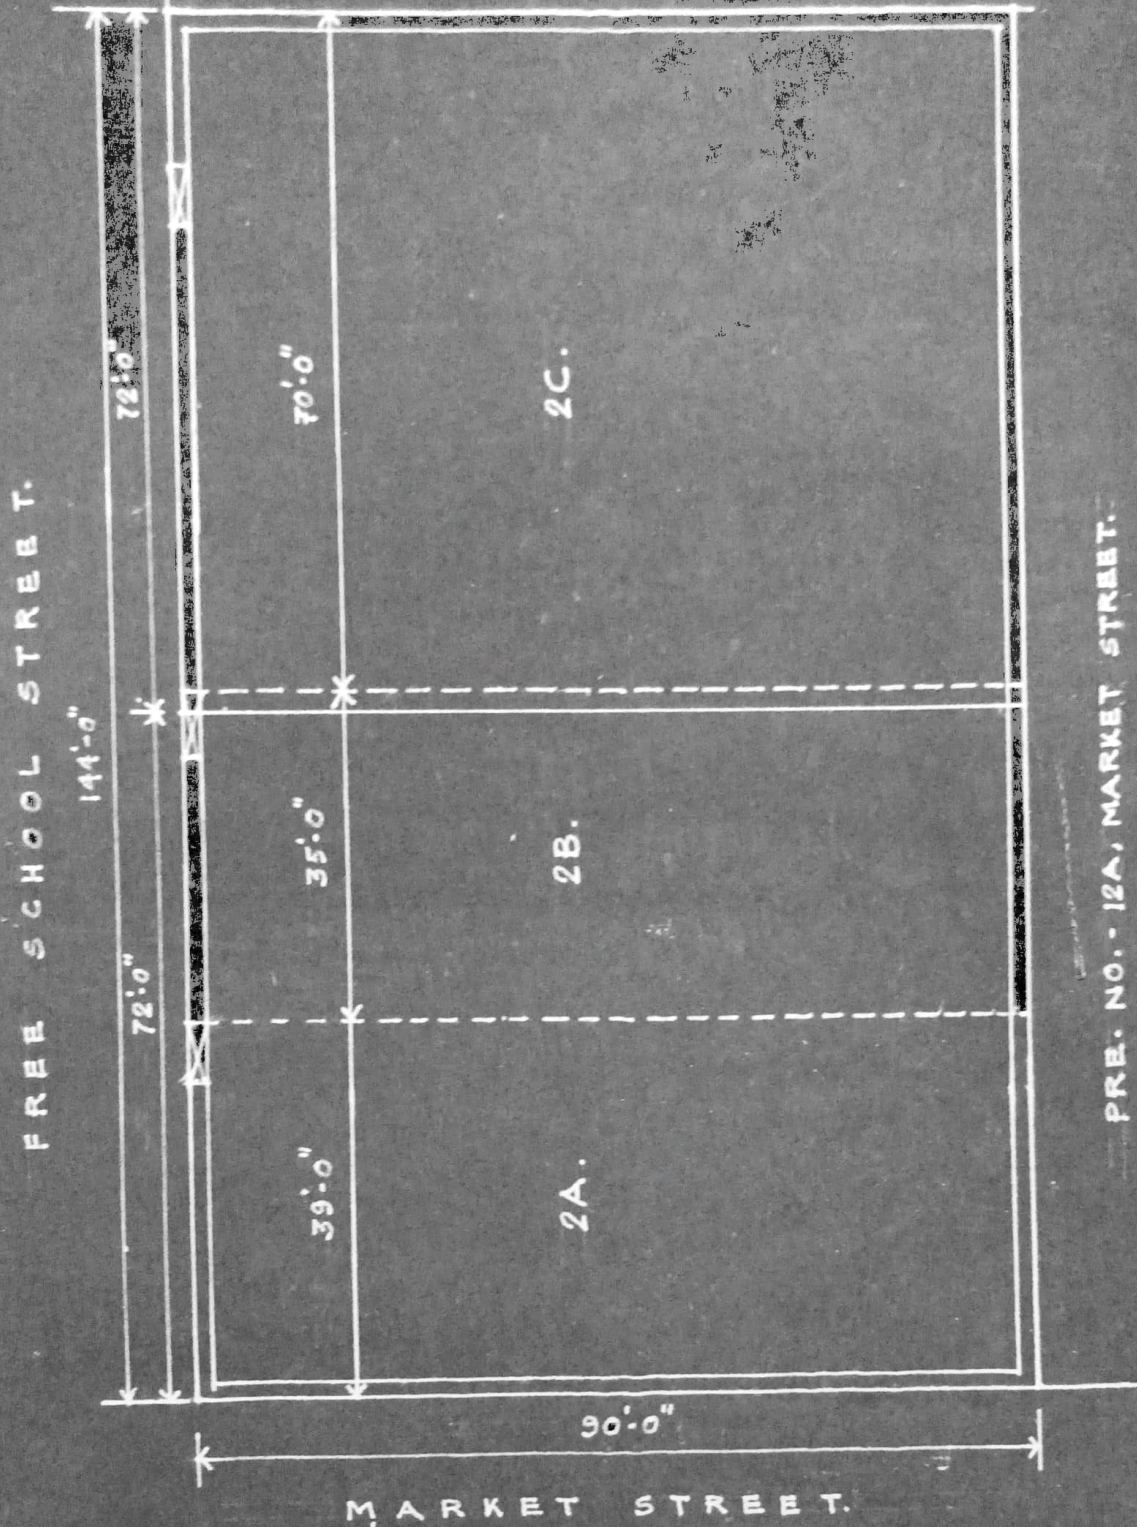 FREE SCHOOL STREET.
144'-0"
72'-0"
72'-0"
70'-0"
35'-0"
39'-0"
2C.
2B.
2A.
PRE. NO. - 12A, MARKET STREET.
90'-0"
MARKET STREET.